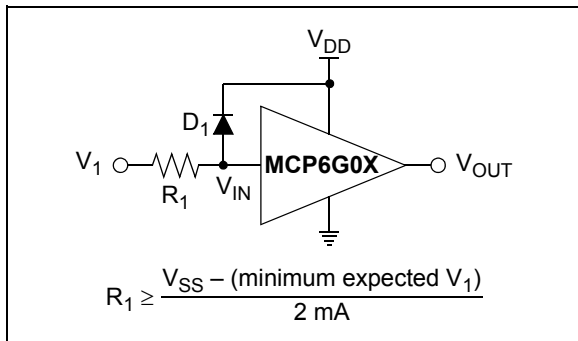 V_DD
D_1
V_1
R_1
V_IN
MCP6G0X
V_OUT
R_1 ≥ V_SS – (minimum expected V_1) / 2 mA